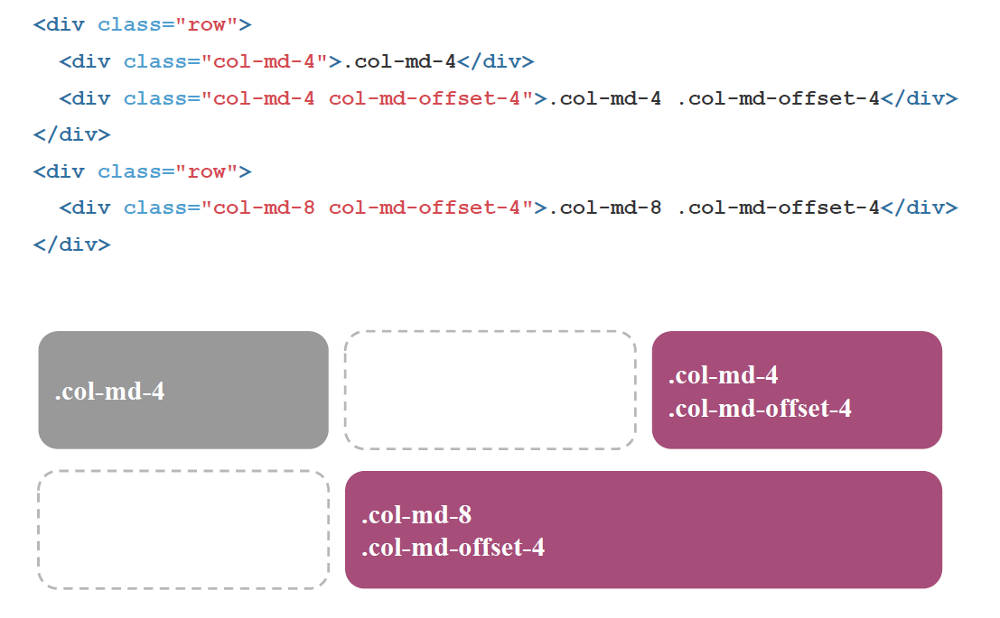 <div class="row">
  <div class="col-md-4">.col-md-4</div>
  <div class="col-md-4 col-md-offset-4">.col-md-4 .col-md-offset-4</div>
</div>
<div class="row">
  <div class="col-md-8 col-md-offset-4">.col-md-8 .col-md-offset-4</div>
</div>
.col-md-4
.col-md-4
.col-md-offset-4
.col-md-8
.col-md-offset-4